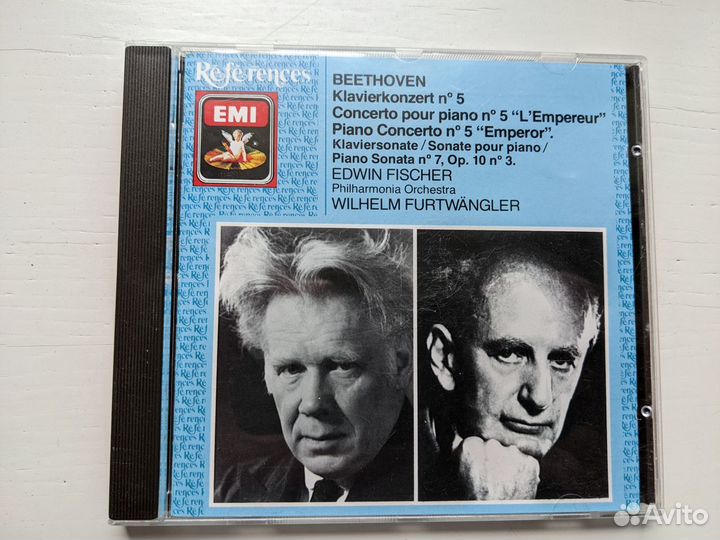 Références
EMI
BEETHOVEN
Klavierkonzert nº 5
Concerto pour piano nº 5 “L’Empereur”
Piano Concerto nº 5 “Emperor”.
Klaviersonate / Sonate pour piano /
Piano Sonata nº 7, Op. 10 nº 3.
EDWIN FISCHER
Philharmonia Orchestra
WILHELM FURTWÄNGLER
Avito